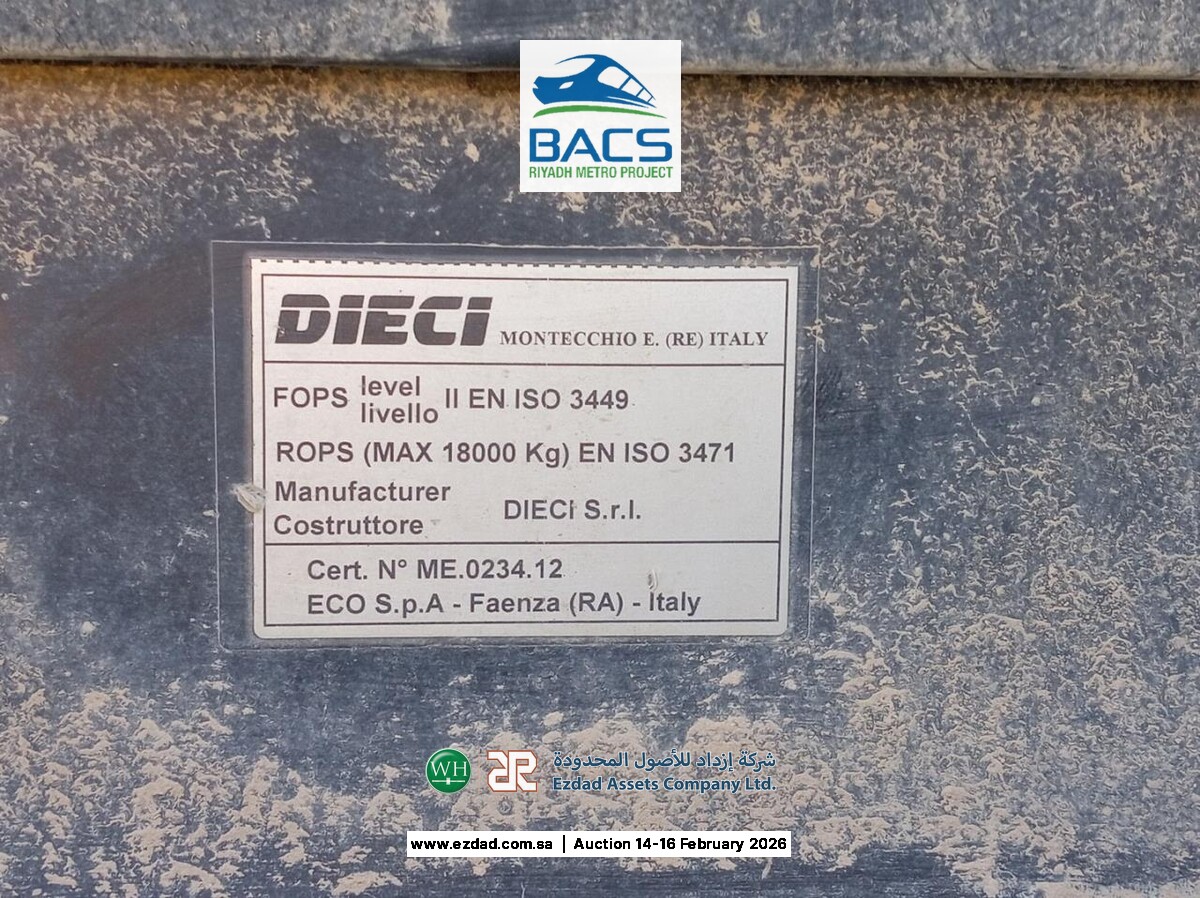 BACS
RIYADH METRO PROJECT
DIECI MONTECCHIO E. (RE) ITALY
FOPS level livello II EN ISO 3449
ROPS (MAX 18000 Kg) EN ISO 3471
Manufacturer
Costruttore DIECI S.r.l.
Cert. N° ME.0234.12
ECO S.p.A - Faenza (RA) - Italy
WH AR شركة إزداد للأصول المحدودة
Ezdad Assets Company Ltd.
www.ezdad.com.sa | Auction 14-16 February 2026